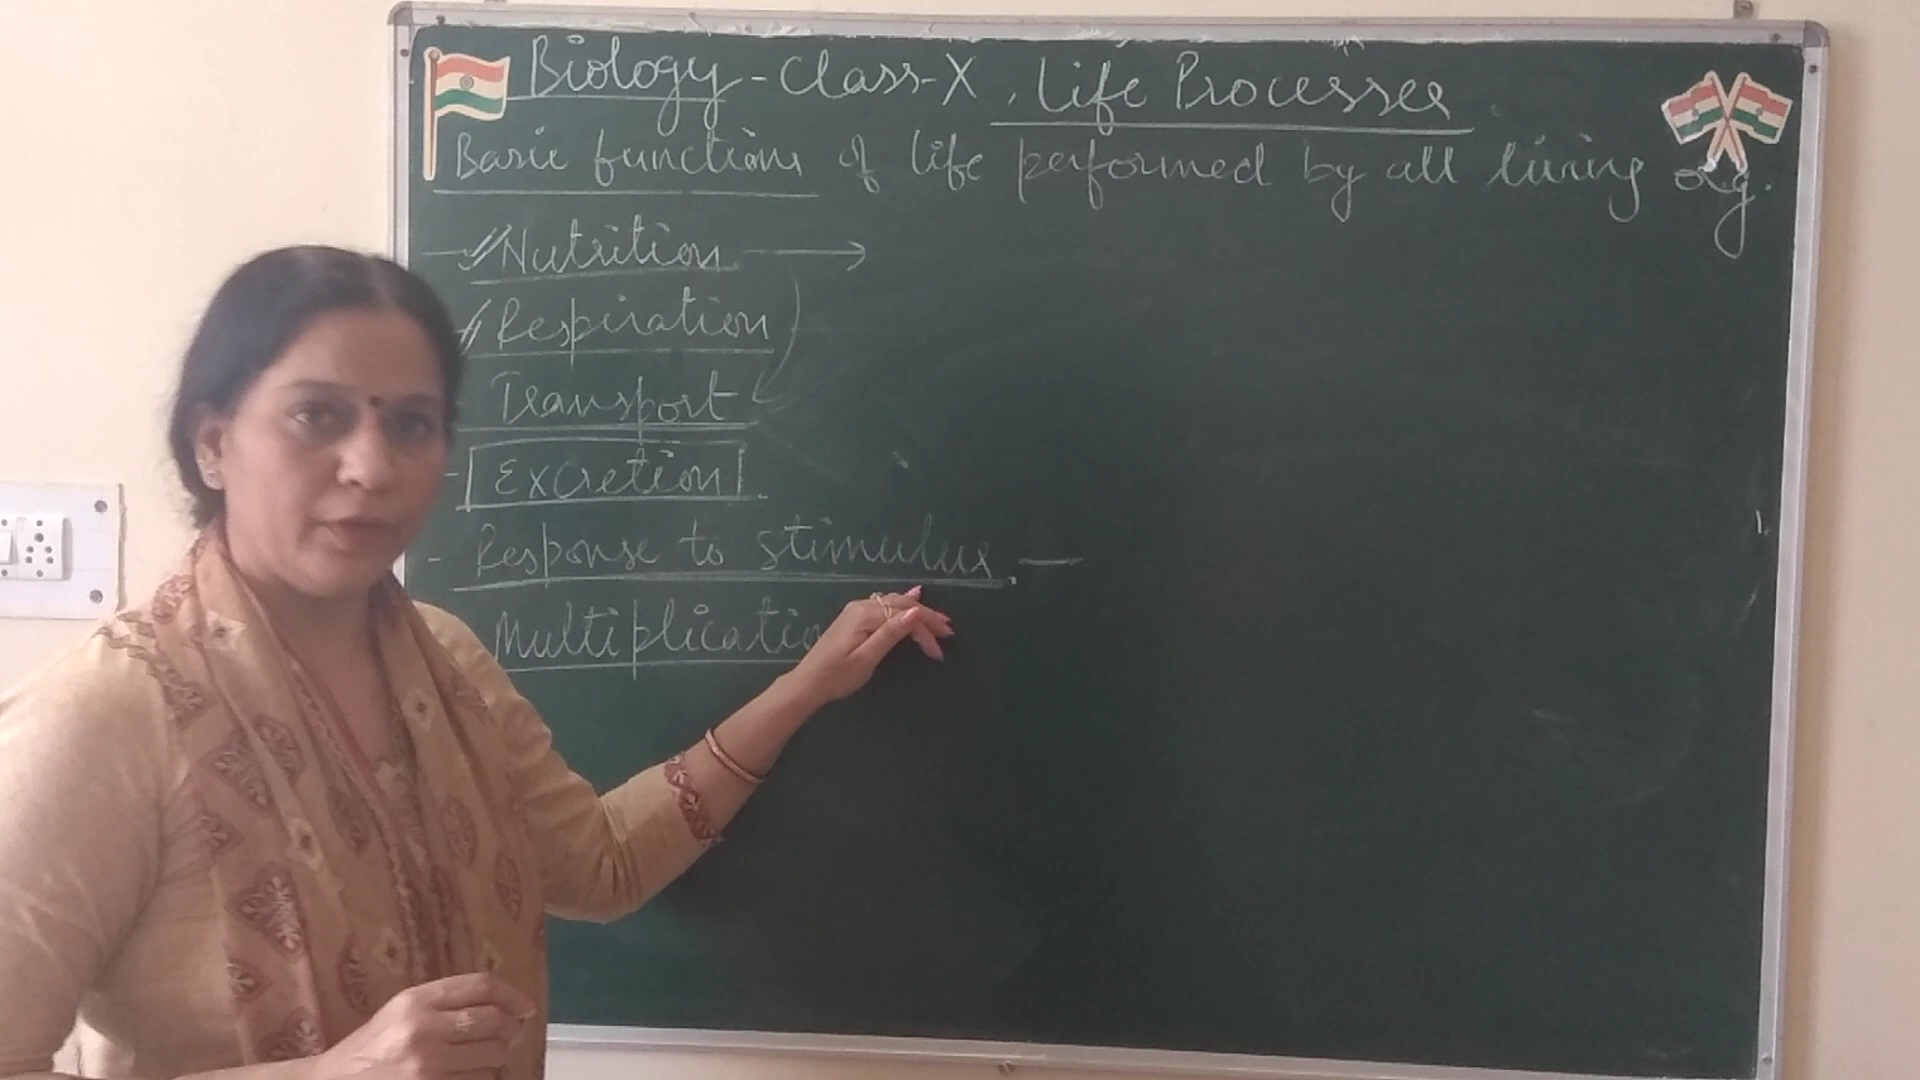 Biology - Class-X, Life Processes
Basic functions of life performed by all living org.
Nutrition
Respiration
Transport
- Excretion.
- Response to stimulus. -
Multiplicatio